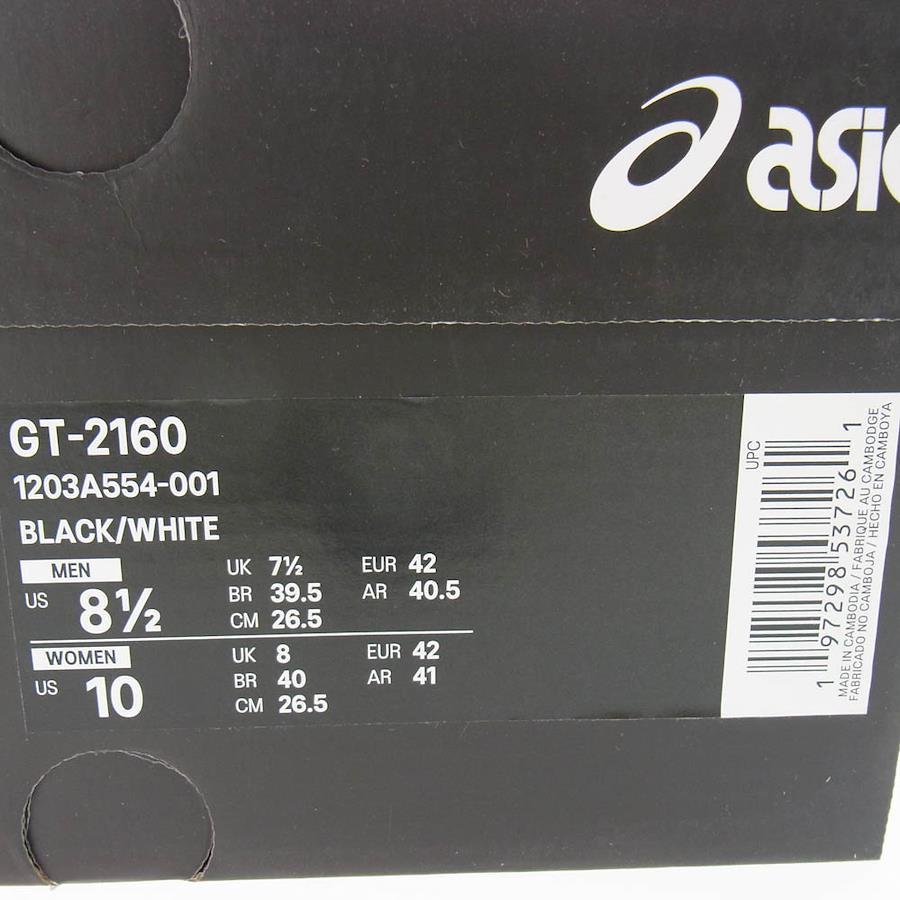 asic
GT-2160
1203A554-001
BLACK/WHITE
MEN
US 8½
UK 7½ EUR 42
BR 39.5 AR 40.5
CM 26.5
WOMEN
US 10
UK 8 EUR 42
BR 40 AR 41
CM 26.5
UPC
1 97298 53726 1
MADE IN CAMBODIA / FABRIQUE AU CAMBODGE
FABRICADO NO CAMBOJA / HECHO EN CAMBOYA